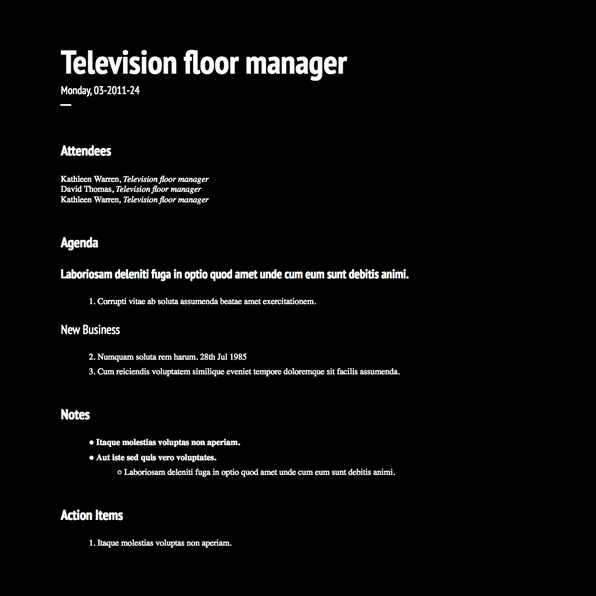 Television floor manager
Monday, 03-2011-24
Attendees
Kathleen Warren, Television floor manager
David Thomas, Television floor manager
Kathleen Warren, Television floor manager
Agenda
Laboriosam deleniti fuga in optio quod amet unde cum eum sunt debitis animi.
1. Corrupti vitae ab soluta assumenda beatae amet exercitationem.
New Business
2. Numquam soluta rem harum. 28th Jul 1985
3. Cum reiciendis voluptatem similique eveniet tempore doloremque sit facilis assumenda.
Notes
• Itaque molestias voluptas non aperiam.
• Aut iste sed quis vero voluptates.
○ Laboriosam deleniti fuga in optio quod amet unde cum eum sunt debitis animi.
Action Items
1. Itaque molestias voluptas non aperiam.